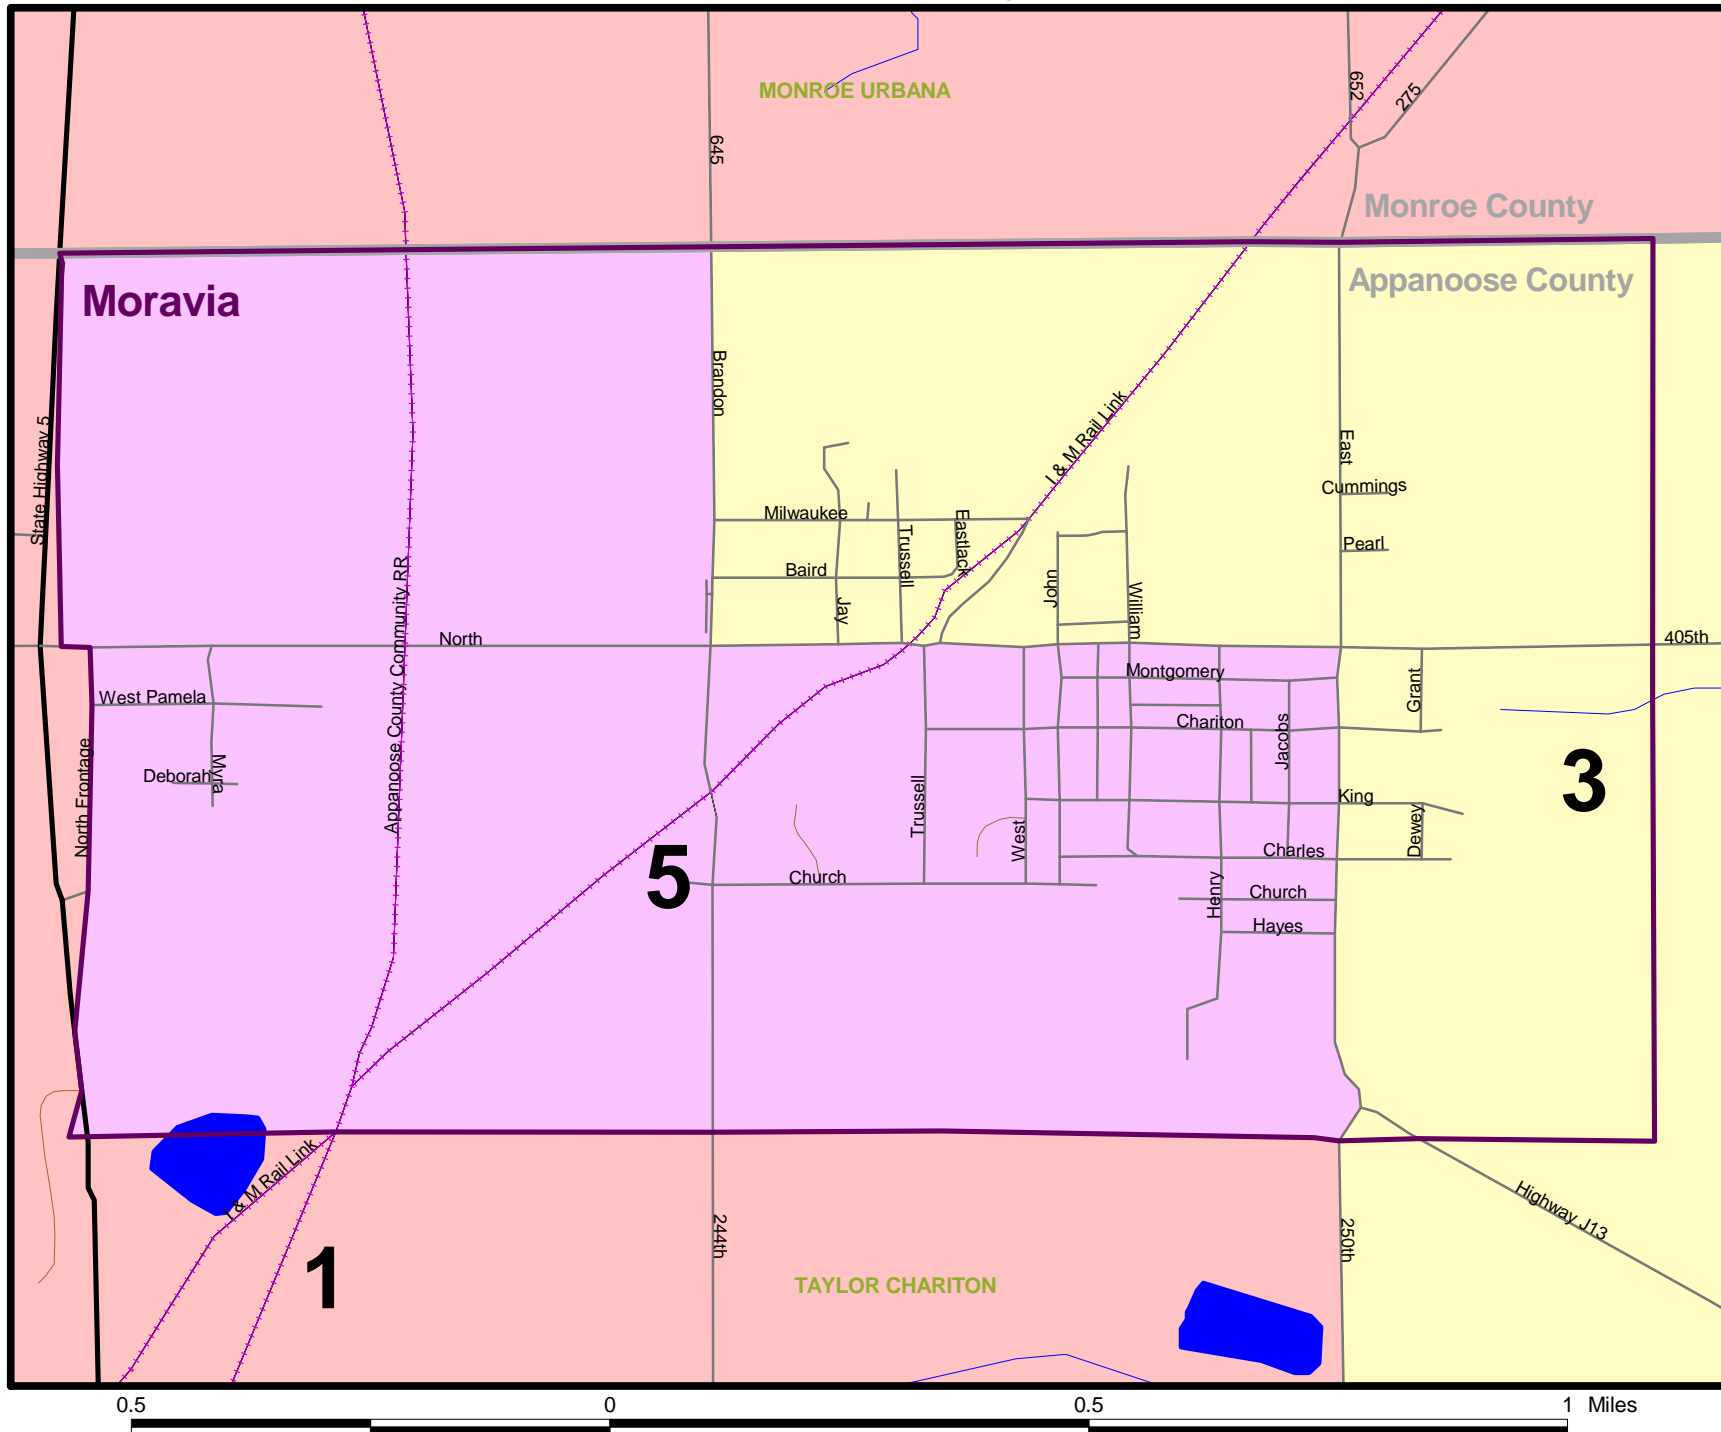 MONROE URBANA
652
275
645
Monroe County
Appanoose County
Moravia
Brandon
State Highway 5
I & M Rail Link
East
Cummings
Milwaukee
Eastlack
Trussell
Pearl
Baird
John
William
Jay
Appanoose County Community RR
North
405th
West Pamela
Montgomery
Grant
Chariton
Jacobs
Myra
Deborah
North Frontage
3
Trussell
King
West
Dewey
5
Charles
Church
Henry
Church
Hayes
I & M Rail Link
Highway J13
244th
250th
1
TAYLOR CHARITON
0.5 0 0.5 1 Miles